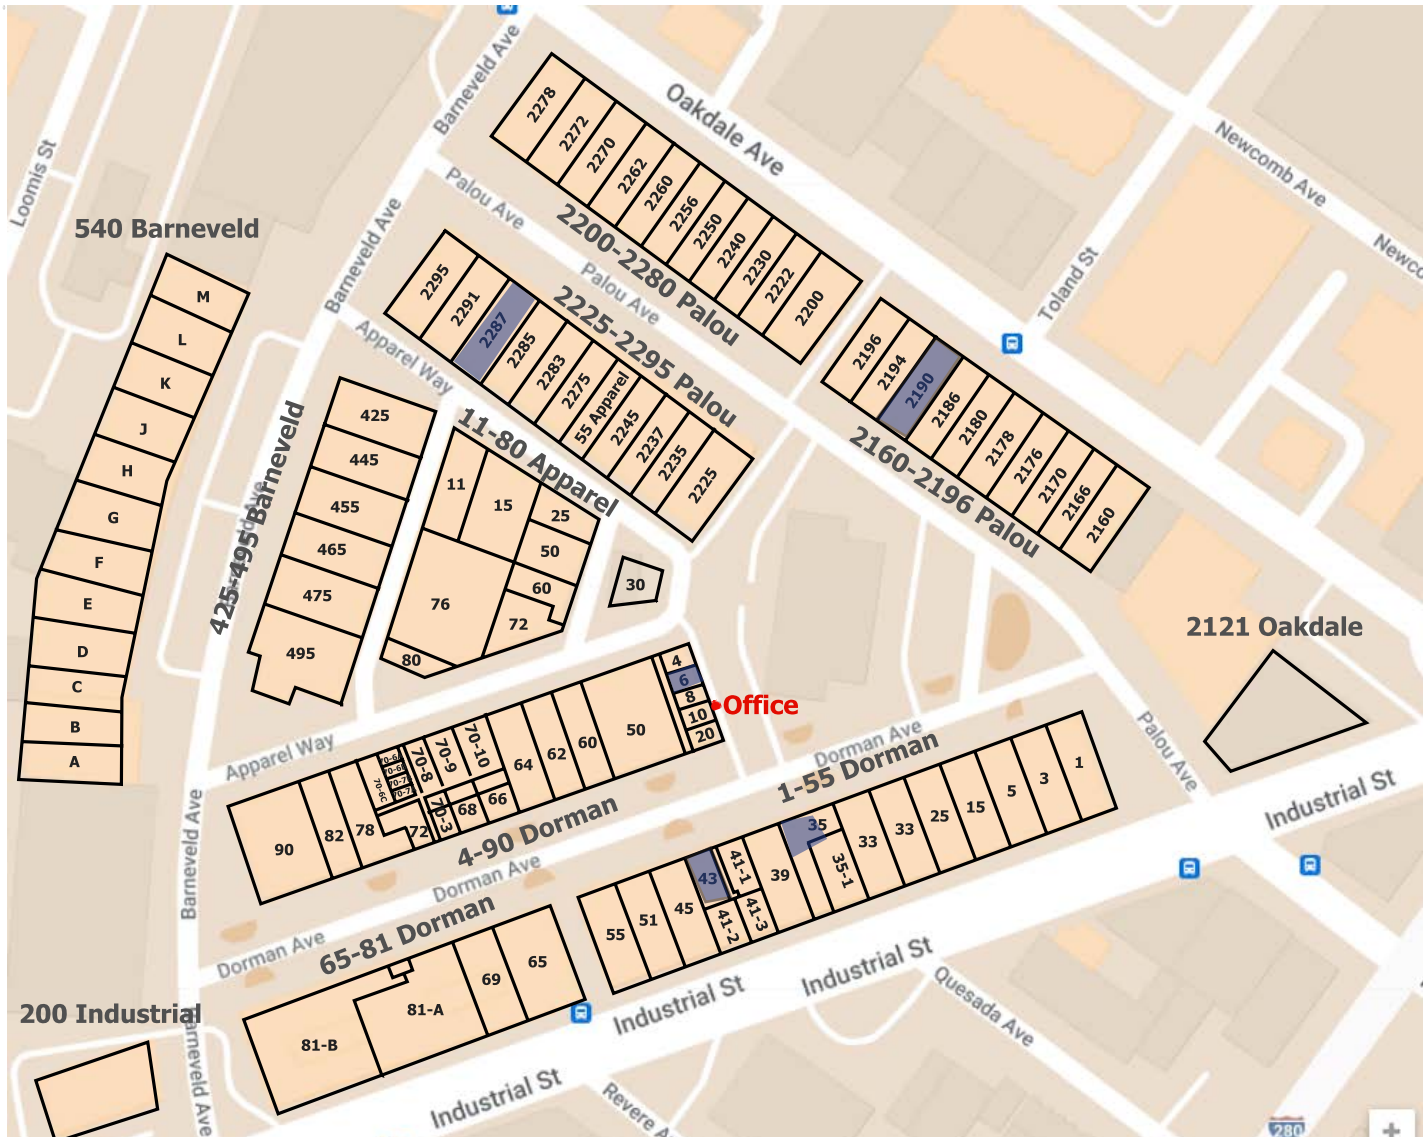 Barneveld Ave
Oakdale Ave
Newcomb Ave
Newco
Loomis St
Palou Ave
Barneveld Ave
Toland St
Palou Ave
Apparel Way
540 Barneveld
M
L
K
J
H
G
F
E
D
C
B
A
2200-2280 Palou
2278
2272
2270
2262
2260
2256
2250
2240
2230
2222
2200
2225-2295 Palou
2295
2291
2287
2285
2283
2275
55 Apparel
2245
2237
2235
2225
2160-2196 Palou
2196
2194
2190
2186
2180
2178
2176
2170
2166
2160
425-495 Barneveld
425
445
455
465
475
495
11-80 Apparel
11
15
25
50
60
72
76
80
30
2121 Oakdale
Office
4
6
8
10
20
50
60
62
64
70-10
70-9
70-8
70-6C
70-3
66
68
72
78
82
90
4-90 Dorman
Apparel Way
Dorman Ave
Palou Ave
Industrial St
1-55 Dorman
1
3
5
15
25
33
33
35
35-1
39
41-1
41-2
41-3
43
45
51
55
Barneveld Ave
Dorman Ave
Dorman Ave
65-81 Dorman
65
69
81-A
81-B
200 Industrial
Barneveld Ave
Industrial St
Industrial St
Industrial St
Quesada Ave
Revere A
280
+